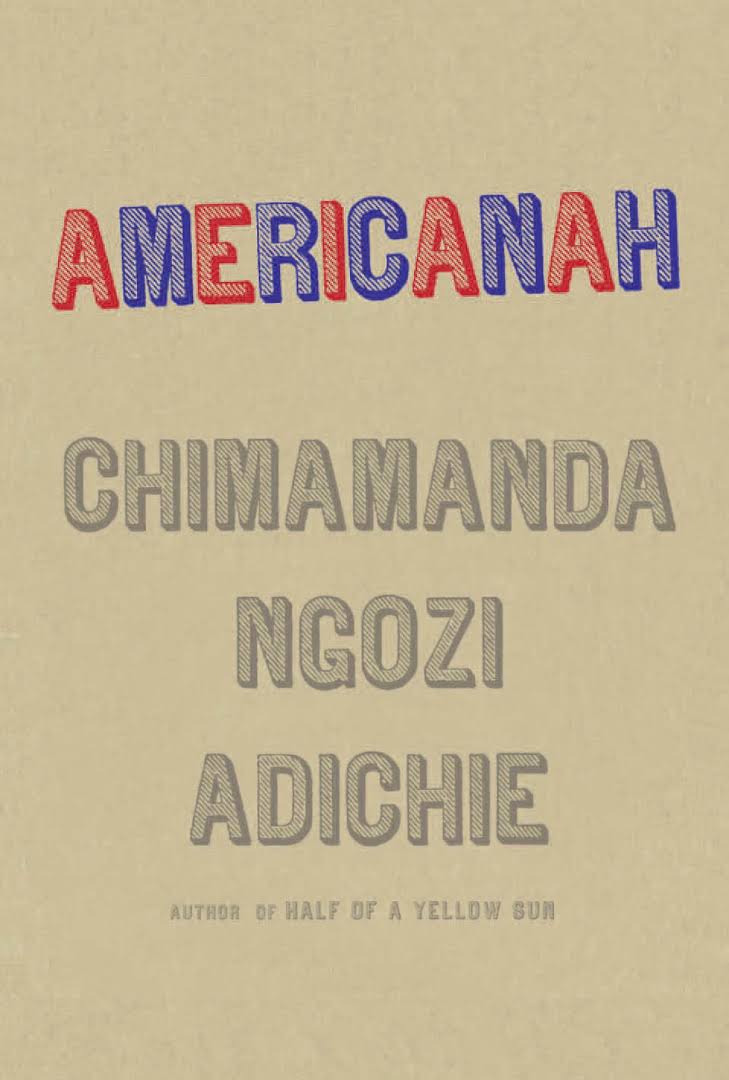 AMERICANAH
CHIMAMANDA
NGOZI
ADICHIE
AUTHOR OF HALF OF A YELLOW SUN